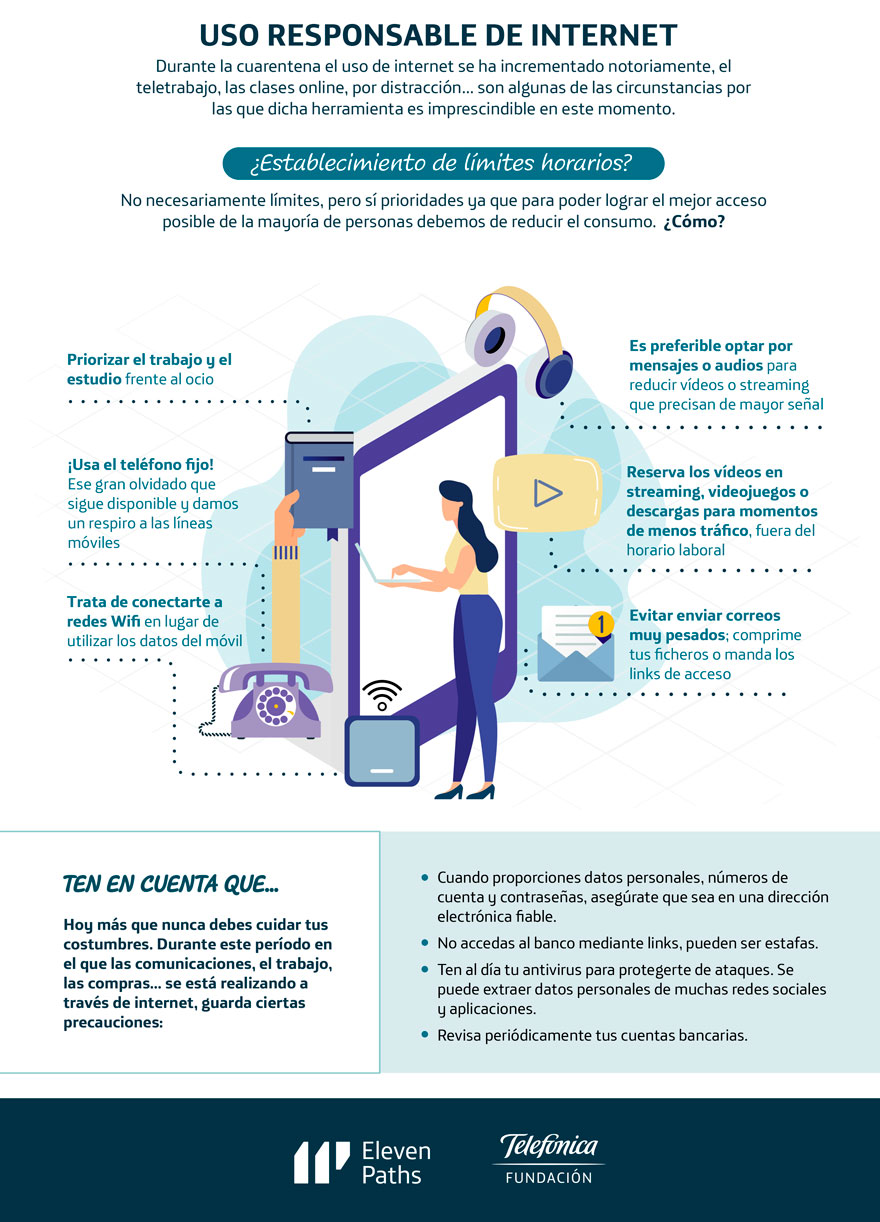 USO RESPONSABLE DE INTERNET
Durante la cuarentena el uso de internet se ha incrementado notoriamente, el
teletrabajo, las clases online, por distracción... son algunas de las circunstancias por
las que dicha herramienta es imprescindible en este momento.
¿Establecimiento de límites horarios?
No necesariamente límites, pero sí prioridades ya que para poder lograr el mejor acceso
posible de la mayoría de personas debemos de reducir el consumo. ¿Cómo?
Priorizar el trabajo y el
estudio frente al ocio
¡Usa el teléfono fijo!
Ese gran olvidado que
sigue disponible y damos
un respiro a las líneas
móviles
Trata de conectarte a
redes Wifi en lugar de
utilizar los datos del móvil
Es preferible optar por
mensajes o audios para
reducir vídeos o streaming
que precisan de mayor señal
Reserva los vídeos en
streaming, videojuegos o
descargas para momentos
de menos tráfico, fuera del
horario laboral
1
Evitar enviar correos
muy pesados; comprime
tus ficheros o manda los
links de acceso
TEN EN CUENTA QUE...
Hoy más que nunca debes cuidar tus
costumbres. Durante este período en
el que las comunicaciones, el trabajo,
las compras... se está realizando a
través de internet, guarda ciertas
precauciones:
• Cuando proporciones datos personales, números de
cuenta y contraseñas, asegúrate que sea en una dirección
electrónica fiable.
• No accedas al banco mediante links, pueden ser estafas.
• Ten al día tu antivirus para protegerte de ataques. Se
puede extraer datos personales de muchas redes sociales
y aplicaciones.
• Revisa periódicamente tus cuentas bancarias.
Eleven
Paths
Telefónica
FUNDACIÓN